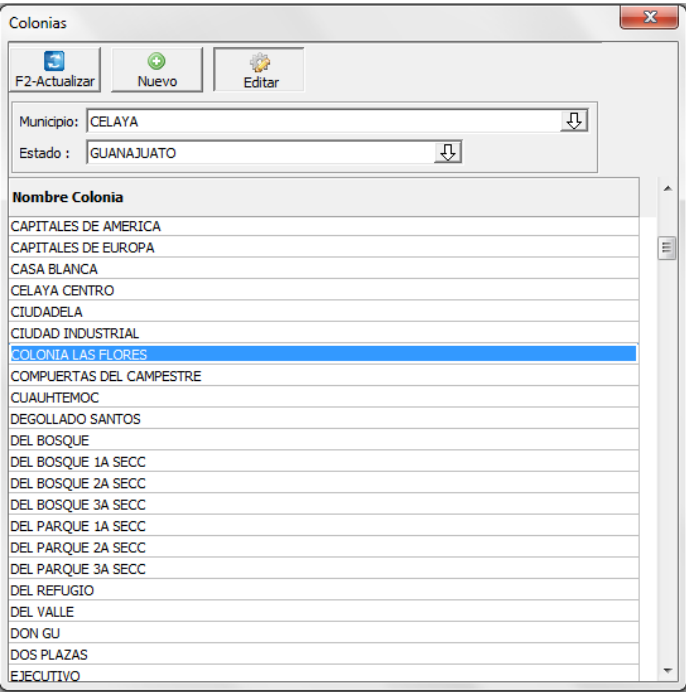 Colonias
F2-Actualizar Nuevo Editar
Municipio: CELAYA
Estado : GUANAJUATO
Nombre Colonia
CAPITALES DE AMERICA
CAPITALES DE EUROPA
CASA BLANCA
CELAYA CENTRO
CIUDADELA
CIUDAD INDUSTRIAL
COLONIA LAS FLORES
COMPUERTAS DEL CAMPESTRE
CUAUHTEMOC
DEGOLLADO SANTOS
DEL BOSQUE
DEL BOSQUE 1A SECC
DEL BOSQUE 2A SECC
DEL BOSQUE 3A SECC
DEL PARQUE 1A SECC
DEL PARQUE 2A SECC
DEL PARQUE 3A SECC
DEL REFUGIO
DEL VALLE
DON GU
DOS PLAZAS
EJECUTIVO